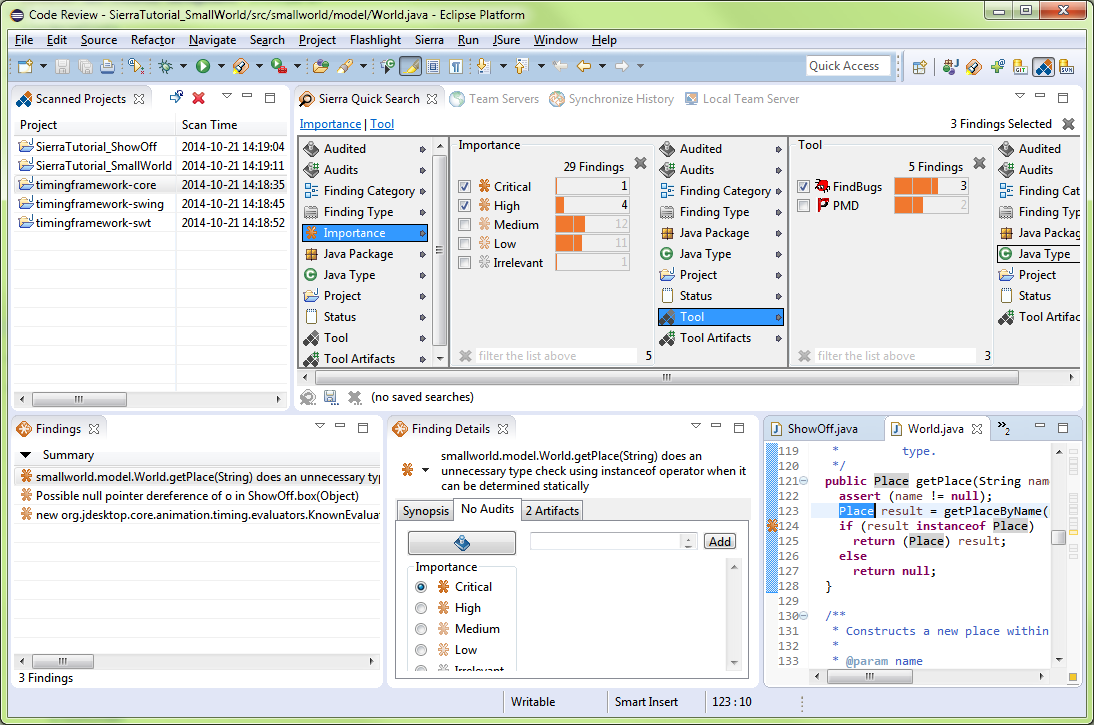 Code Review - SierraTutorial_SmallWorld/src/smallworld/model/World.java - Eclipse Platform
File Edit Source Refactor Navigate Search Project Flashlight Sierra Run JSure Window Help
Quick Access
Scanned Projects
Project Scan Time
SierraTutorial_ShowOff 2014-10-21 14:19:04
SierraTutorial_SmallWorld 2014-10-21 14:19:11
timingframework-core 2014-10-21 14:18:35
timingframework-swing 2014-10-21 14:18:45
timingframework-swt 2014-10-21 14:18:52
Sierra Quick Search Team Servers Synchronize History Local Team Server
Importance | Tool
3 Findings Selected
Audited
Audits
Finding Category
Finding Type
Importance
Java Package
Java Type
Project
Status
Tool
Tool Artifacts
Importance
29 Findings
Critical 1
High 4
Medium 12
Low 11
Irrelevant 1
filter the list above 5
Audited
Audits
Finding Category
Finding Type
Java Package
Java Type
Project
Status
Tool
Tool Artifacts
Tool
5 Findings
FindBugs 3
PMD 2
filter the list above 3
Audited
Audits
Finding Cat
Finding Typ
Java Packag
Java Type
Project
Status
Tool Artifac
(no saved searches)
Findings
Summary
smallworld.model.World.getPlace(String) does an unnecessary typ
Possible null pointer dereference of o in ShowOff.box(Object)
new org.jdesktop.core.animation.timing.evaluators.KnownEvaluat
3 Findings
Finding Details
smallworld.model.World.getPlace(String) does an
unnecessary type check using instanceof operator when it
can be determined statically
Synopsis No Audits 2 Artifacts
Add
Importance
Critical
High
Medium
Low
Irrelevant
ShowOff.java World.java »2
119 * type.
120 */
121 public Place getPlace(String nam
122 assert (name != null);
123 Place result = getPlaceByName(
124 if (result instanceof Place)
125 return (Place) result;
126 else
127 return null;
128 }
129
130 /**
131 * Constructs a new place within
132 *
133 * @param name
Writable Smart Insert 123 : 10